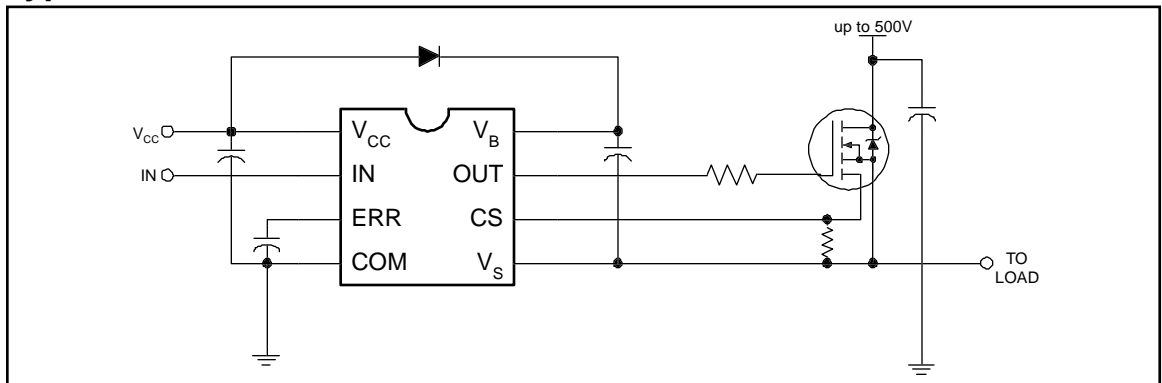 up to 500V
VCC
IN
VCC
VB
IN
OUT
ERR
CS
COM
VS
TO
LOAD